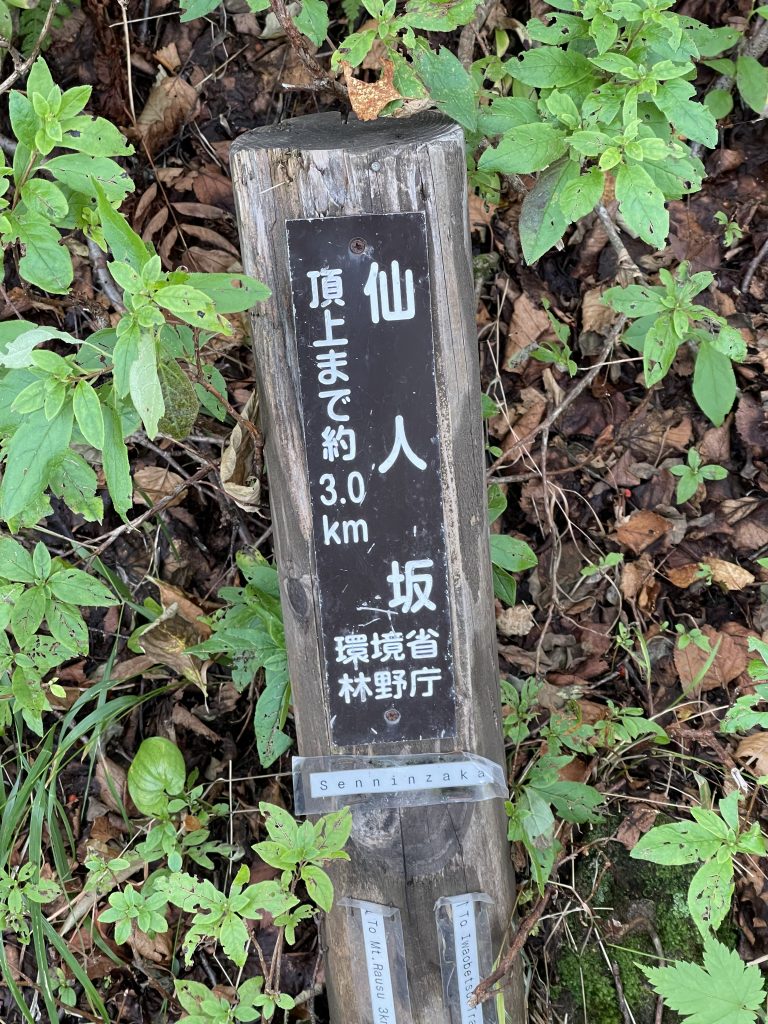 仙人坂
頂上まで約3.0km
環境省
林野庁
Senninzaka
To Mt.Rausu 3k
To Iwaobets